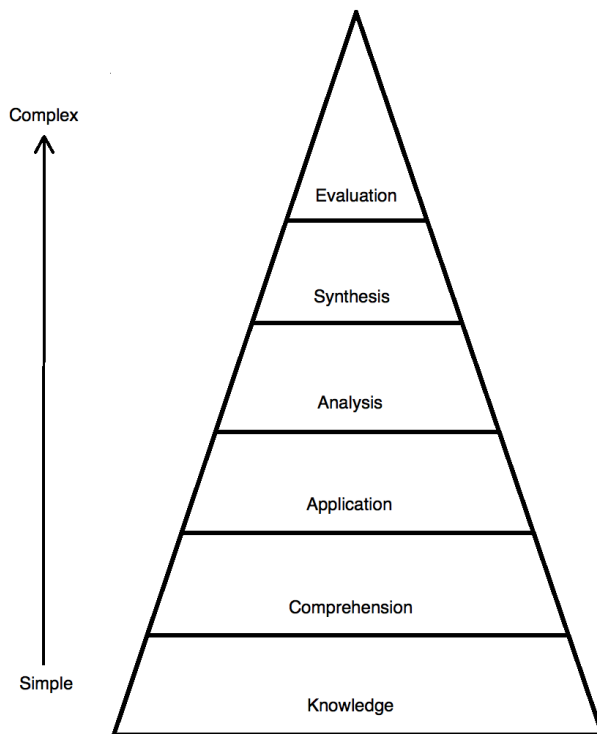 Complex
Evaluation
Synthesis
Analysis
Application
Comprehension
Simple
Knowledge